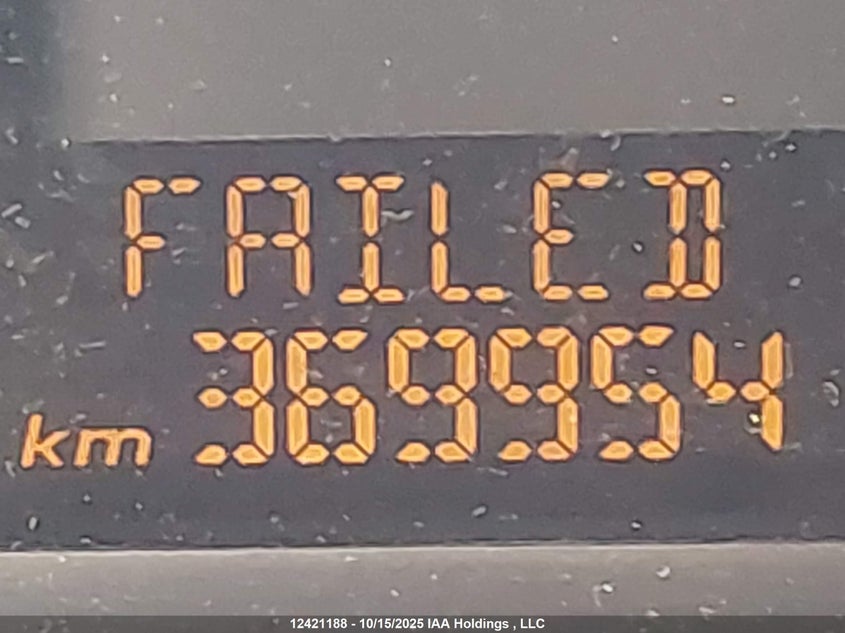 FAILED
km 369954
12421188 - 10/15/2025 IAA Holdings , LLC